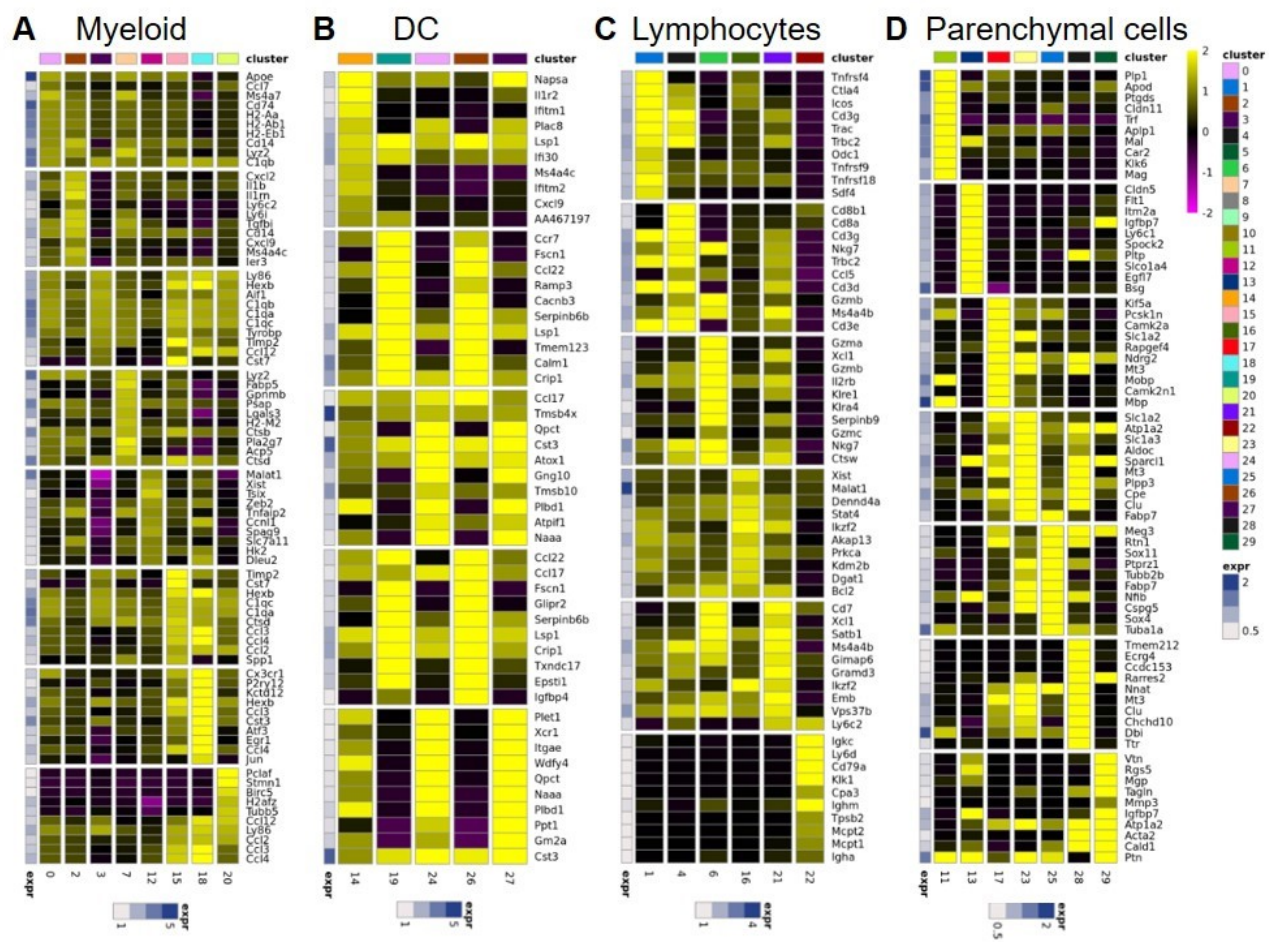 A Myeloid
B DC
C Lymphocytes
D Parenchymal cells
cluster
Apoe
Ccl7
Ms4a7
Cd74
H2-Aa
H2-Ab1
H2-Eb1
Cd14
Lyz2
C1qb
Cxcl2
Il1b
Il1rn
Ly6c2
Ly6i
Tgfbi
Cd14
Cxcl9
Ms4a4c
Ier3
Ly86
Hexb
Aif1
C1qb
C1qa
C1qc
Tyrobp
Timp2
Ccl12
Cst7
Lyz2
Fabp5
Gpnmb
Psap
Lgals3
H2-M2
Ctsb
Pla2g7
Acp5
Ctsd
Malat1
Xist
Tsix
Zeb2
Tnfaip2
Ccnl1
Spag9
Slc7a11
Hk2
Dleu2
Timp2
Cst7
Hexb
C1qc
C1qa
Ctsd
Ccl3
Ccl4
Ccl2
Spp1
Cx3cr1
P2ry12
Kctd12
Hexb
Ccl3
Cst3
Atf3
Egr1
Ccl4
Jun
Pclaf
Stmn1
Birc5
H2afz
Tubb5
Ccl12
Ly86
Ccl2
Ccl3
Ccl4
expr 0 2 3 7 12 15 18 20
1 5 expr
cluster
Napsa
Il1r2
Ifitm1
Plac8
Lsp1
Ifi30
Ms4a4c
Ifitm2
Cxcl9
AA467197
Ccr7
Fscn1
Ccl22
Ramp3
Cacnb3
Serpinb6b
Lsp1
Tmem123
Calm1
Crip1
Ccl17
Tmsb4x
Qpct
Cst3
Atox1
Gng10
Tmsb10
Plbd1
Atpif1
Naaa
Ccl22
Ccl17
Fscn1
Glipr2
Serpinb6b
Lsp1
Crip1
Txndc17
Epsti1
Igfbp4
Plet1
Xcr1
Itgae
Wdfy4
Qpct
Naaa
Plbd1
Ppt1
Gm2a
Cst3
expr 14 19 24 26 27
1 5 expr
cluster
Tnfrsf4
Ctla4
Icos
Cd3g
Trac
Trbc2
Odc1
Tnfrsf9
Tnfrsf18
Sdf4
Cd8b1
Cd8a
Cd3g
Nkg7
Trbc2
Ccl5
Cd3d
Gzmb
Ms4a4b
Cd3e
Gzma
Xcl1
Gzmb
Il2rb
Klre1
Klra4
Serpinb9
Gzmc
Nkg7
Ctsw
Xist
Malat1
Dennd4a
Stat4
Ikzf2
Akap13
Prkca
Kdm2b
Dgat1
Bcl2
Cd7
Xcl1
Satb1
Ms4a4b
Gimap6
Gramd3
Ikzf2
Emb
Vps37b
Ly6c2
Igkc
Ly6d
Cd79a
Klk1
Cpa3
Ighm
Tpsb2
Mcpt2
Mcpt1
Igha
expr 1 4 6 16 21 22
1 4 expr
cluster
Plp1
Apod
Ptgds
Cldn11
Trf
Aplp1
Mal
Car2
Klk6
Mag
Cldn5
Flt1
Itm2a
Igfbp7
Ly6c1
Spock2
Pltp
Slco1a4
Egfl7
Bsg
Kif5a
Pcsk1n
Camk2a
Slc1a2
Rapgef4
Ndrg2
Mt3
Mobp
Camk2n1
Mbp
Slc1a2
Atp1a2
Slc1a3
Aldoc
Sparcl1
Mt3
Plpp3
Cpe
Clu
Fabp7
Meg3
Rtn1
Sox11
Ptprz1
Tubb2b
Fabp7
Nfib
Cspg5
Sox4
Tuba1a
Tmem212
Ecrg4
Ccdc153
Rarres2
Nnat
Mt3
Clu
Chchd10
Dbi
Ttr
Vtn
Rgs5
Mgp
Tagln
Mmp3
Igfbp7
Atp1a2
Acta2
Cald1
Ptn
expr 11 13 17 23 25 28 29
0.5 2 expr
2
1
0
-1
-2
cluster
0
1
2
3
4
5
6
7
8
9
10
11
12
13
14
15
16
17
18
19
20
21
22
23
24
25
26
27
28
29
expr
2
0.5